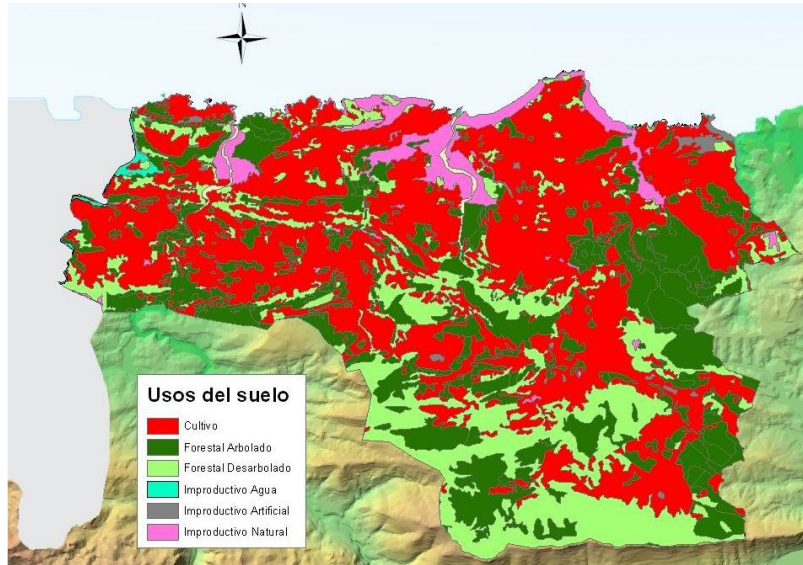 N
Usos del suelo
Cultivo
Forestal Arbolado
Forestal Desarbolado
Improductivo Agua
Improductivo Artificial
Improductivo Natural